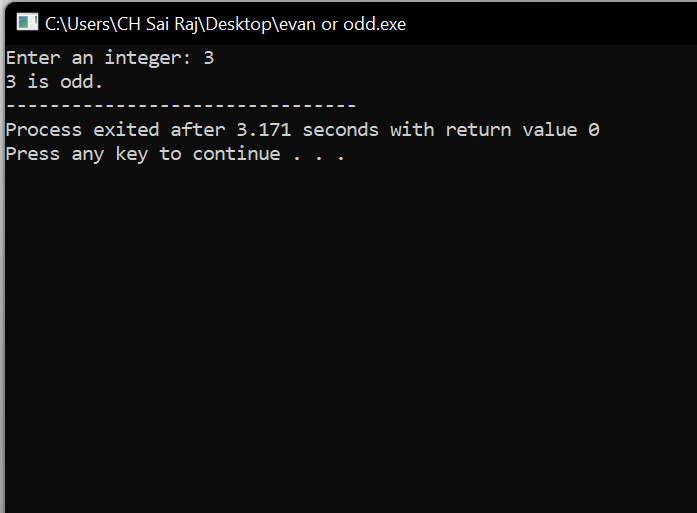 C:\Users\CH Sai Raj\Desktop\evan or odd.exe
Enter an integer: 3
3 is odd.
--------------------------------
Process exited after 3.171 seconds with return value 0
Press any key to continue . . .